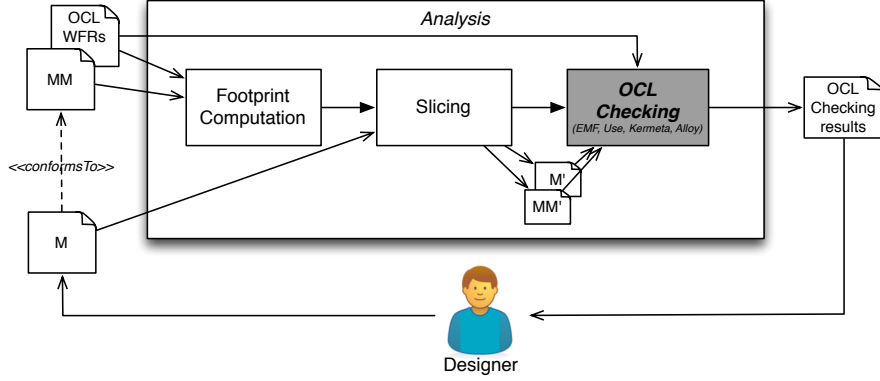 OCL
WFRs
Analysis
MM
Footprint
Computation
Slicing
OCL
Checking
(EMF, Use, Kermeta, Alloy)
OCL
Checking
results
<<conformsTo>>
M'
MM'
M
Designer